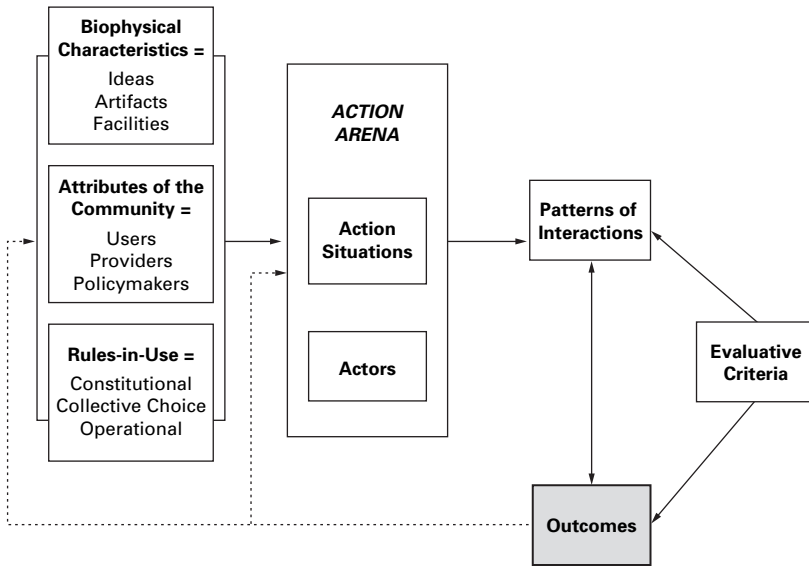 Biophysical
Characteristics =
Ideas
Artifacts
Facilities
Attributes of the
Community =
Users
Providers
Policymakers
Rules-in-Use =
Constitutional
Collective Choice
Operational
ACTION
ARENA
Action
Situations
Actors
Patterns of
Interactions
Evaluative
Criteria
Outcomes